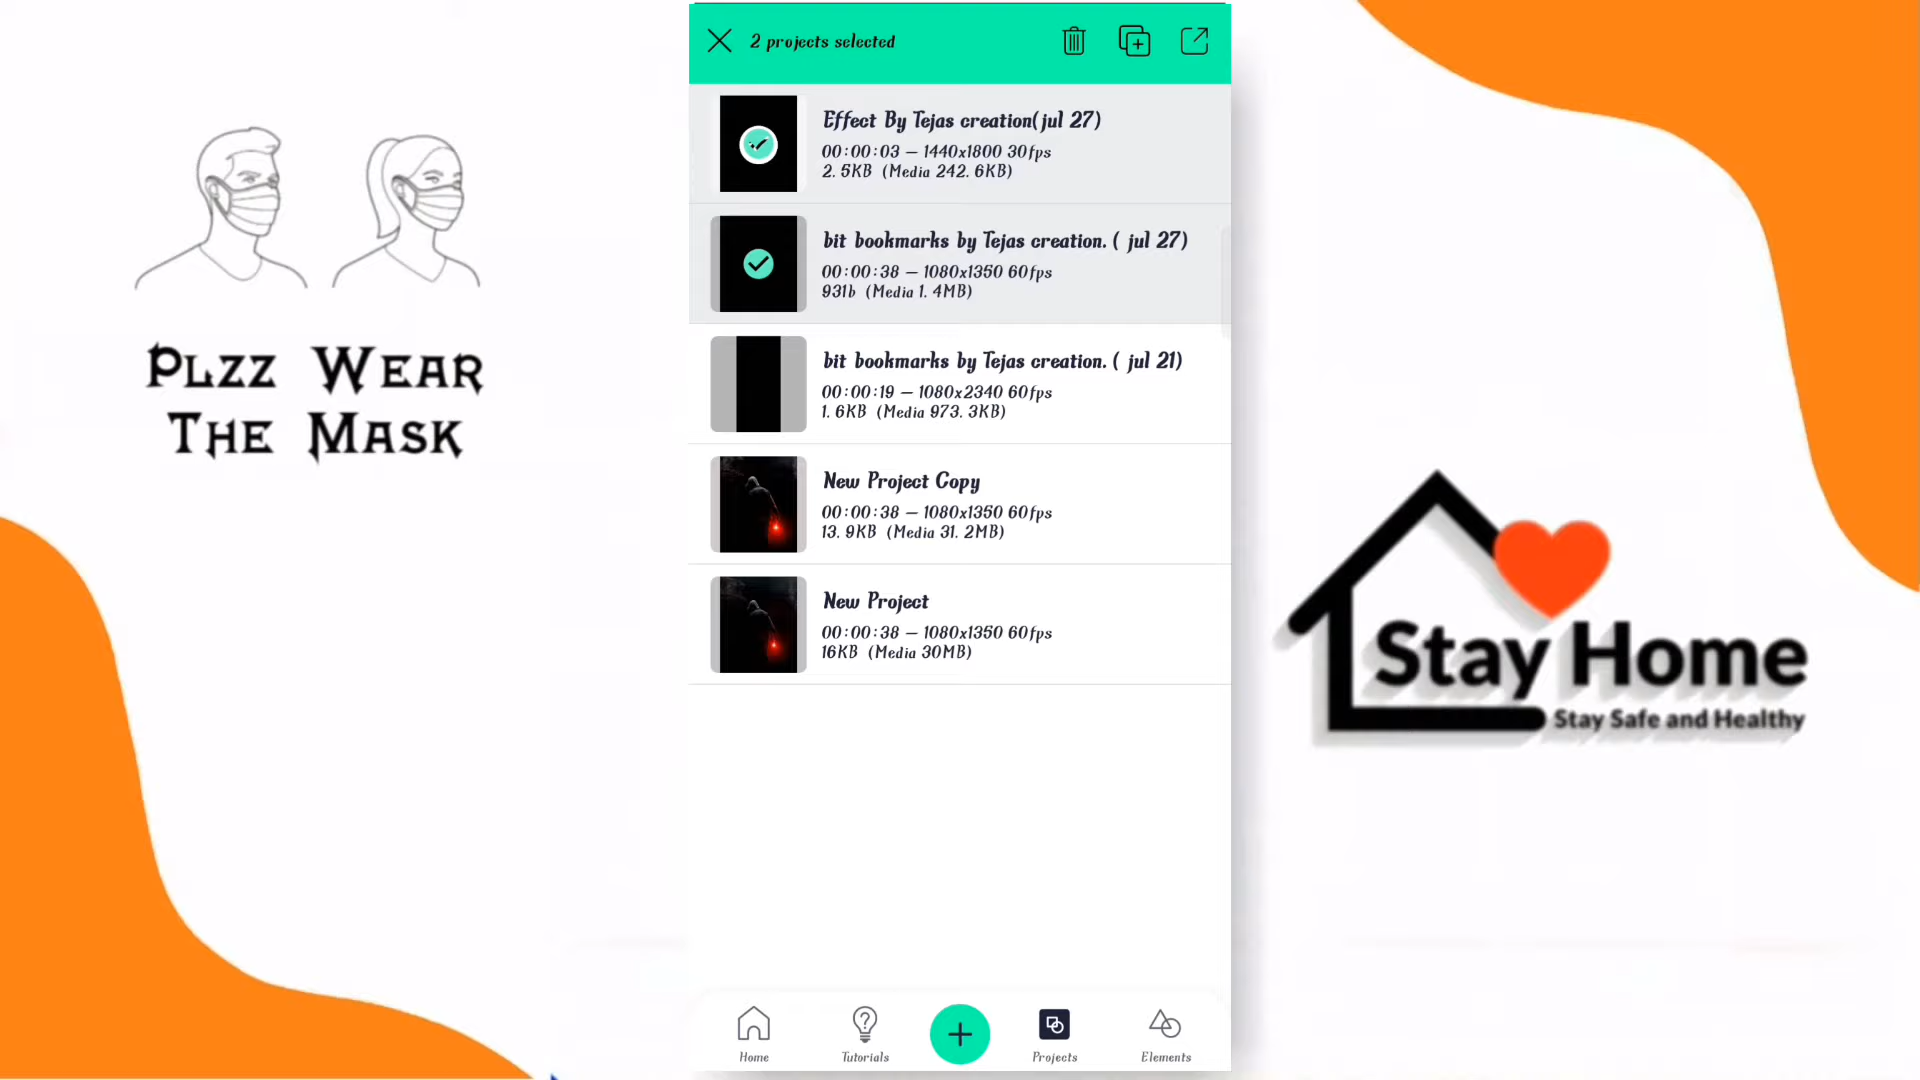 Plzz Wear
The Mask
2 projects selected
Effect By Tejas creation(jul 27)
00:00:03 — 1440x1800 30fps
2. 5KB (Media 242. 6KB)
bit bookmarks by Tejas creation. ( jul 27)
00:00:38 — 1080x1350 60fps
931b (Media 1. 4MB)
bit bookmarks by Tejas creation. ( jul 21)
00:00:19 — 1080x2340 60fps
1. 6KB (Media 973. 3KB)
New Project Copy
00:00:38 — 1080x1350 60fps
13. 9KB (Media 31. 2MB)
New Project
00:00:38 — 1080x1350 60fps
16KB (Media 30MB)
Home
Tutorials
Projects
Elements
Stay Home
Stay Safe and Healthy